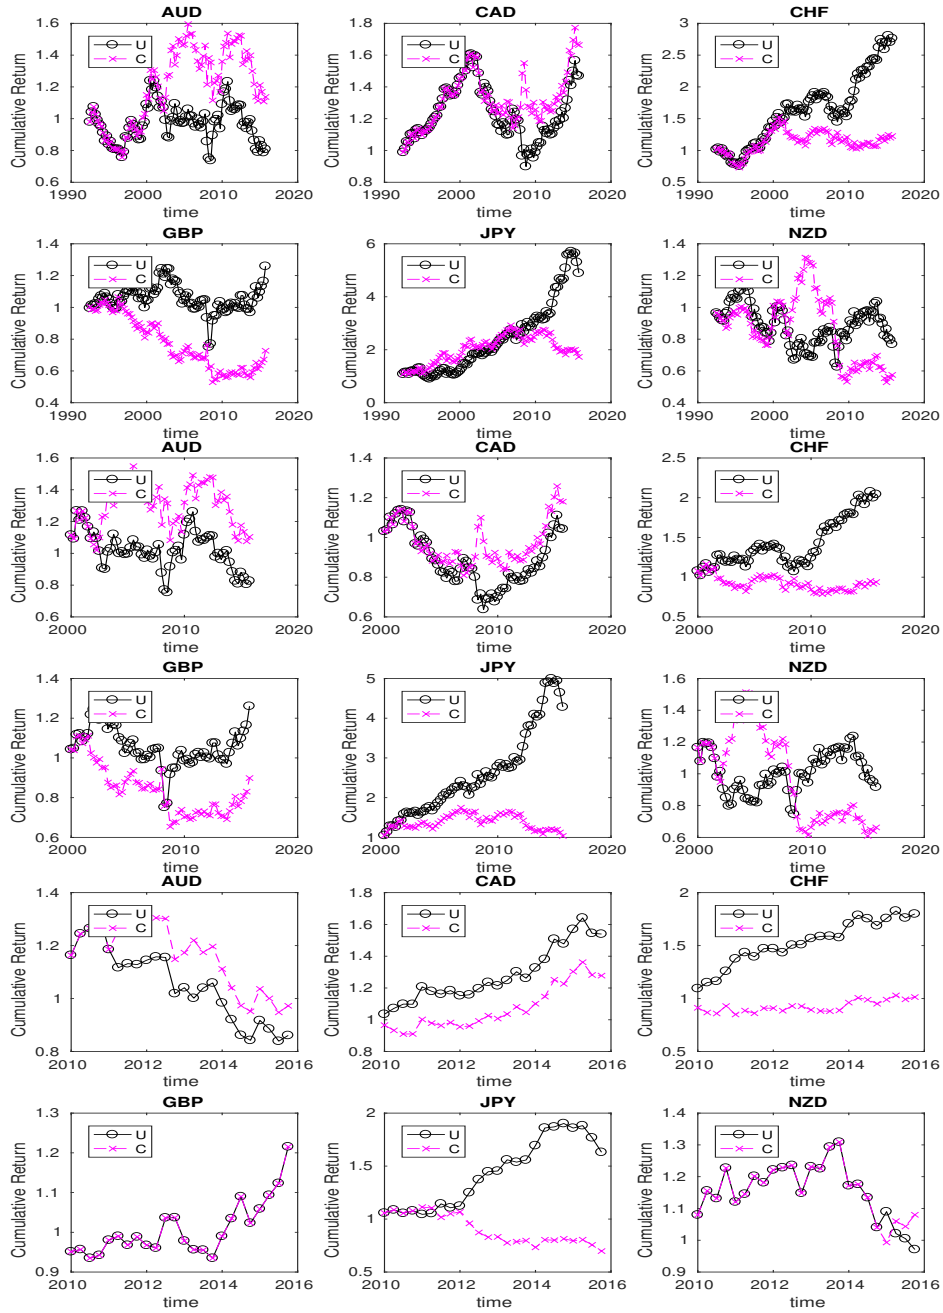 AUD CAD CHF
1.6 1.8 3
U U U
C C C
1.4 1.6 2.5
1.2 1.4 2
1 1.2 1.5
0.8 1 1
0.6 0.8 0.5
1990 2000 2010 2020 1990 2000 2010 2020 1990 2000 2010 2020
time time time
Cumulative Return Cumulative Return Cumulative Return
GBP JPY NZD
1.4 6 1.4
U U U
C C C
1.2 1.2
4
1 1
0.8 0.8
2
0.6 0.6
0.4 0 0.4
1990 2000 2010 2020 1990 2000 2010 2020 1990 2000 2010 2020
time time time
Cumulative Return Cumulative Return Cumulative Return
AUD CAD CHF
1.6 1.4 2.5
U U U
C C C
1.4 1.2 2
1.2
1 1.5
1
0.8 0.8 1
0.6 0.6 0.5
2000 2010 2020 2000 2010 2020 2000 2010 2020
time time time
Cumulative Return Cumulative Return Cumulative Return
GBP JPY NZD
1.4 5 1.6
U U U
C C C
1.2 4 1.4
1.2
1 3
1
0.8 2 0.8
0.6 1 0.6
2000 2010 2020 2000 2010 2020 2000 2010 2020
time time time
Cumulative Return Cumulative Return Cumulative Return
AUD CAD CHF
1.4 1.8 2
U U U
C C C
1.6
1.2 1.5
1.4
1.2
1 1
1
0.8 0.8 0.5
2010 2012 2014 2016 2010 2012 2014 2016 2010 2012 2014 2016
time time time
Cumulative Return Cumulative Return Cumulative Return
GBP JPY NZD
1.3 2 1.4
U U U
C C C
1.2 1.3
1.5
1.1 1.2
1 1 1.1
1
0.9 0.5 0.9
2010 2012 2014 2016 2010 2012 2014 2016 2010 2012 2014 2016
time time time
Cumulative Return Cumulative Return Cumulative Return